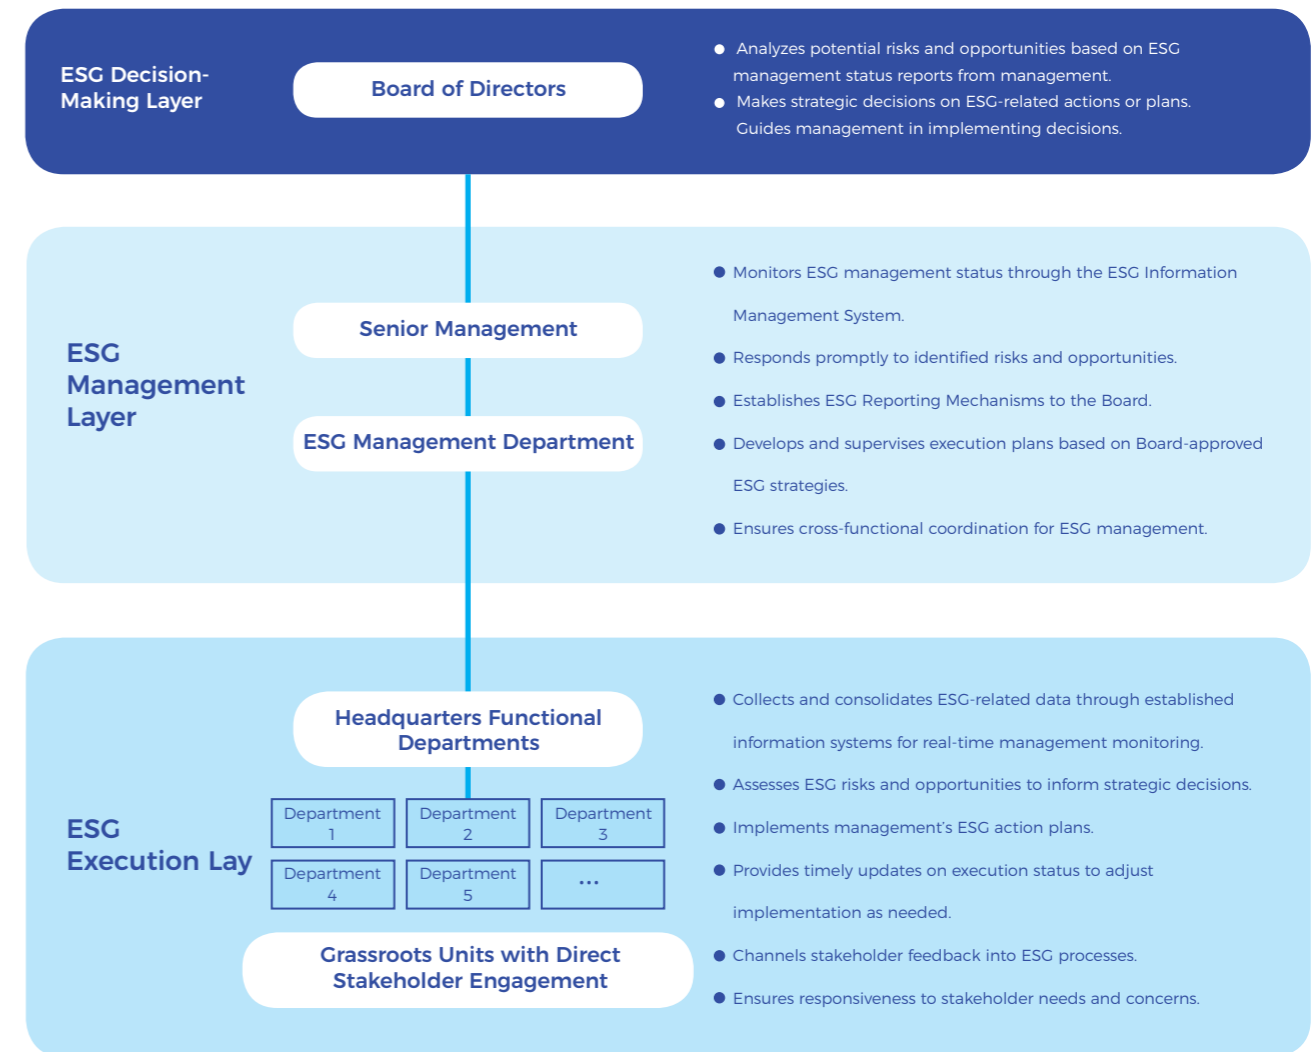 ESG Decision-
Making Layer
Board of Directors
● Analyzes potential risks and opportunities based on ESG
management status reports from management.
● Makes strategic decisions on ESG-related actions or plans.
Guides management in implementing decisions.
ESG
Management
Layer
Senior Management
ESG Management Department
● Monitors ESG management status through the ESG Information
Management System.
● Responds promptly to identified risks and opportunities.
● Establishes ESG Reporting Mechanisms to the Board.
● Develops and supervises execution plans based on Board-approved
ESG strategies.
● Ensures cross-functional coordination for ESG management.
ESG
Execution Lay
Headquarters Functional
Departments
Department
1
Department
2
Department
3
Department
4
Department
5
...
Grassroots Units with Direct
Stakeholder Engagement
● Collects and consolidates ESG-related data through established
information systems for real-time management monitoring.
● Assesses ESG risks and opportunities to inform strategic decisions.
● Implements management's ESG action plans.
● Provides timely updates on execution status to adjust
implementation as needed.
● Channels stakeholder feedback into ESG processes.
● Ensures responsiveness to stakeholder needs and concerns.